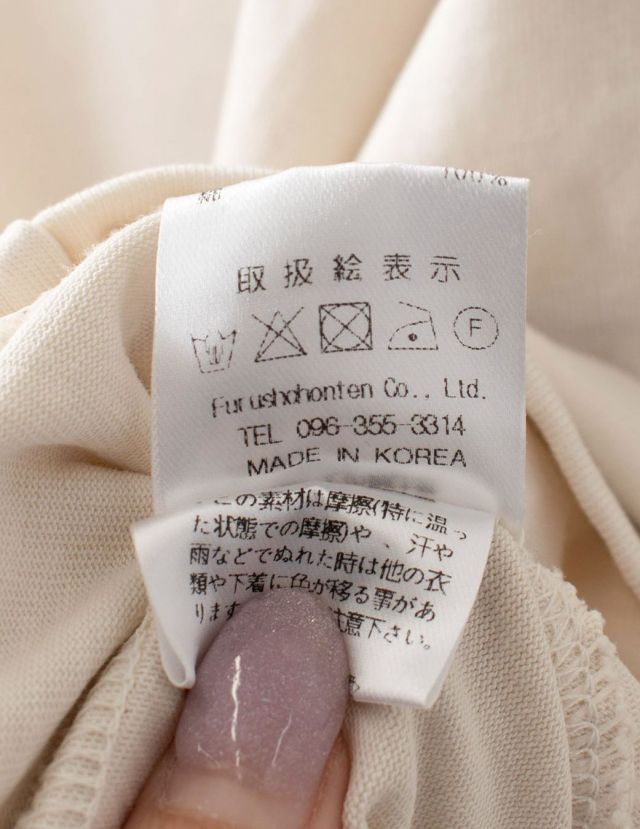 綿 100%
取扱絵表示
F
Furushohonten Co., Ltd.
TEL 096-355-3314
MADE IN KOREA
この素材は摩擦(特に湿っ
た状態での摩擦)や、汗や
雨などでぬれた時は他の衣
類や下着に色が移る事があ
ります 注意下さい。